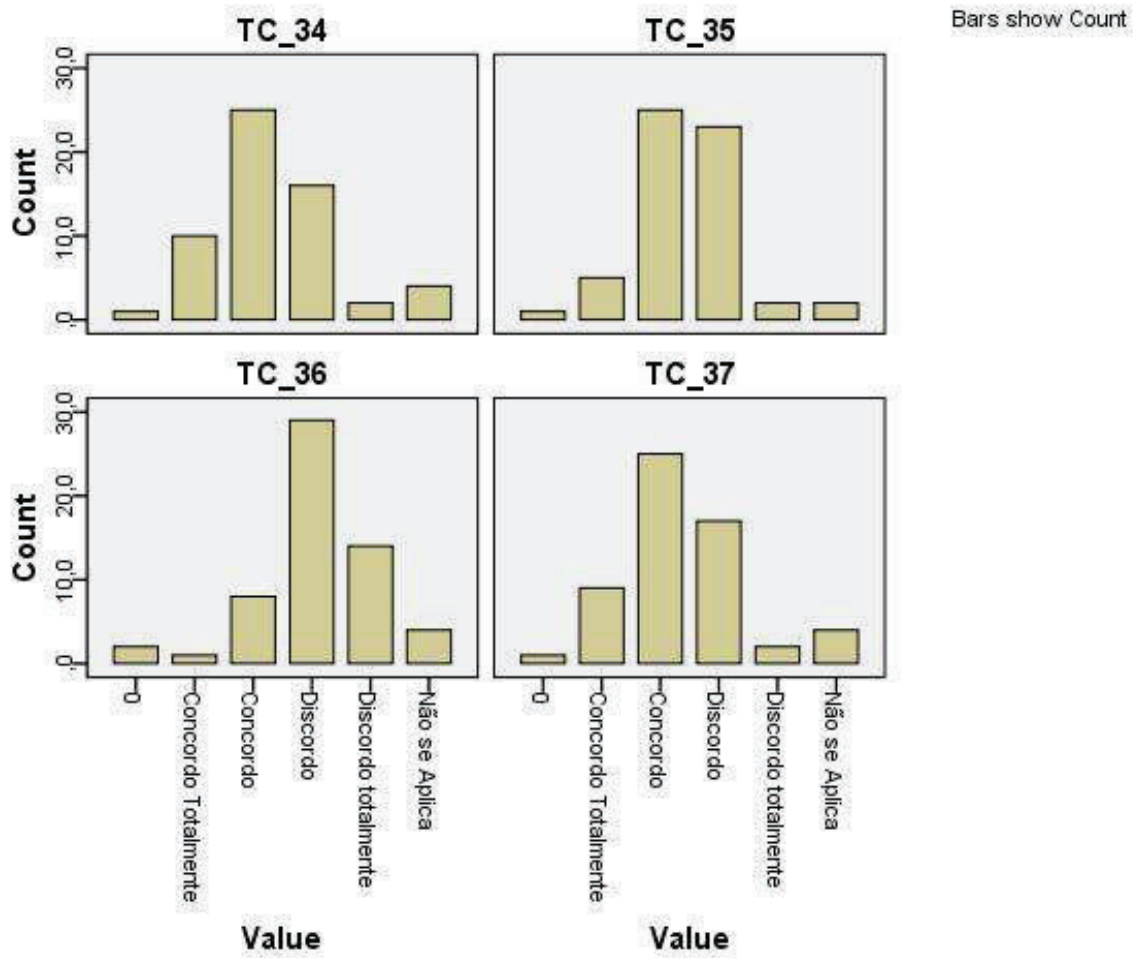 Bars show Count
TC_34
TC_35
Count
30,0
20,0
10,0
,0
TC_36
TC_37
Count
30,0
20,0
10,0
,0
0
Concordo Totalmente
Concordo
Discordo
Discordo totalmente
Não se Aplica
0
Concordo Totalmente
Concordo
Discordo
Discordo totalmente
Não se Aplica
Value
Value